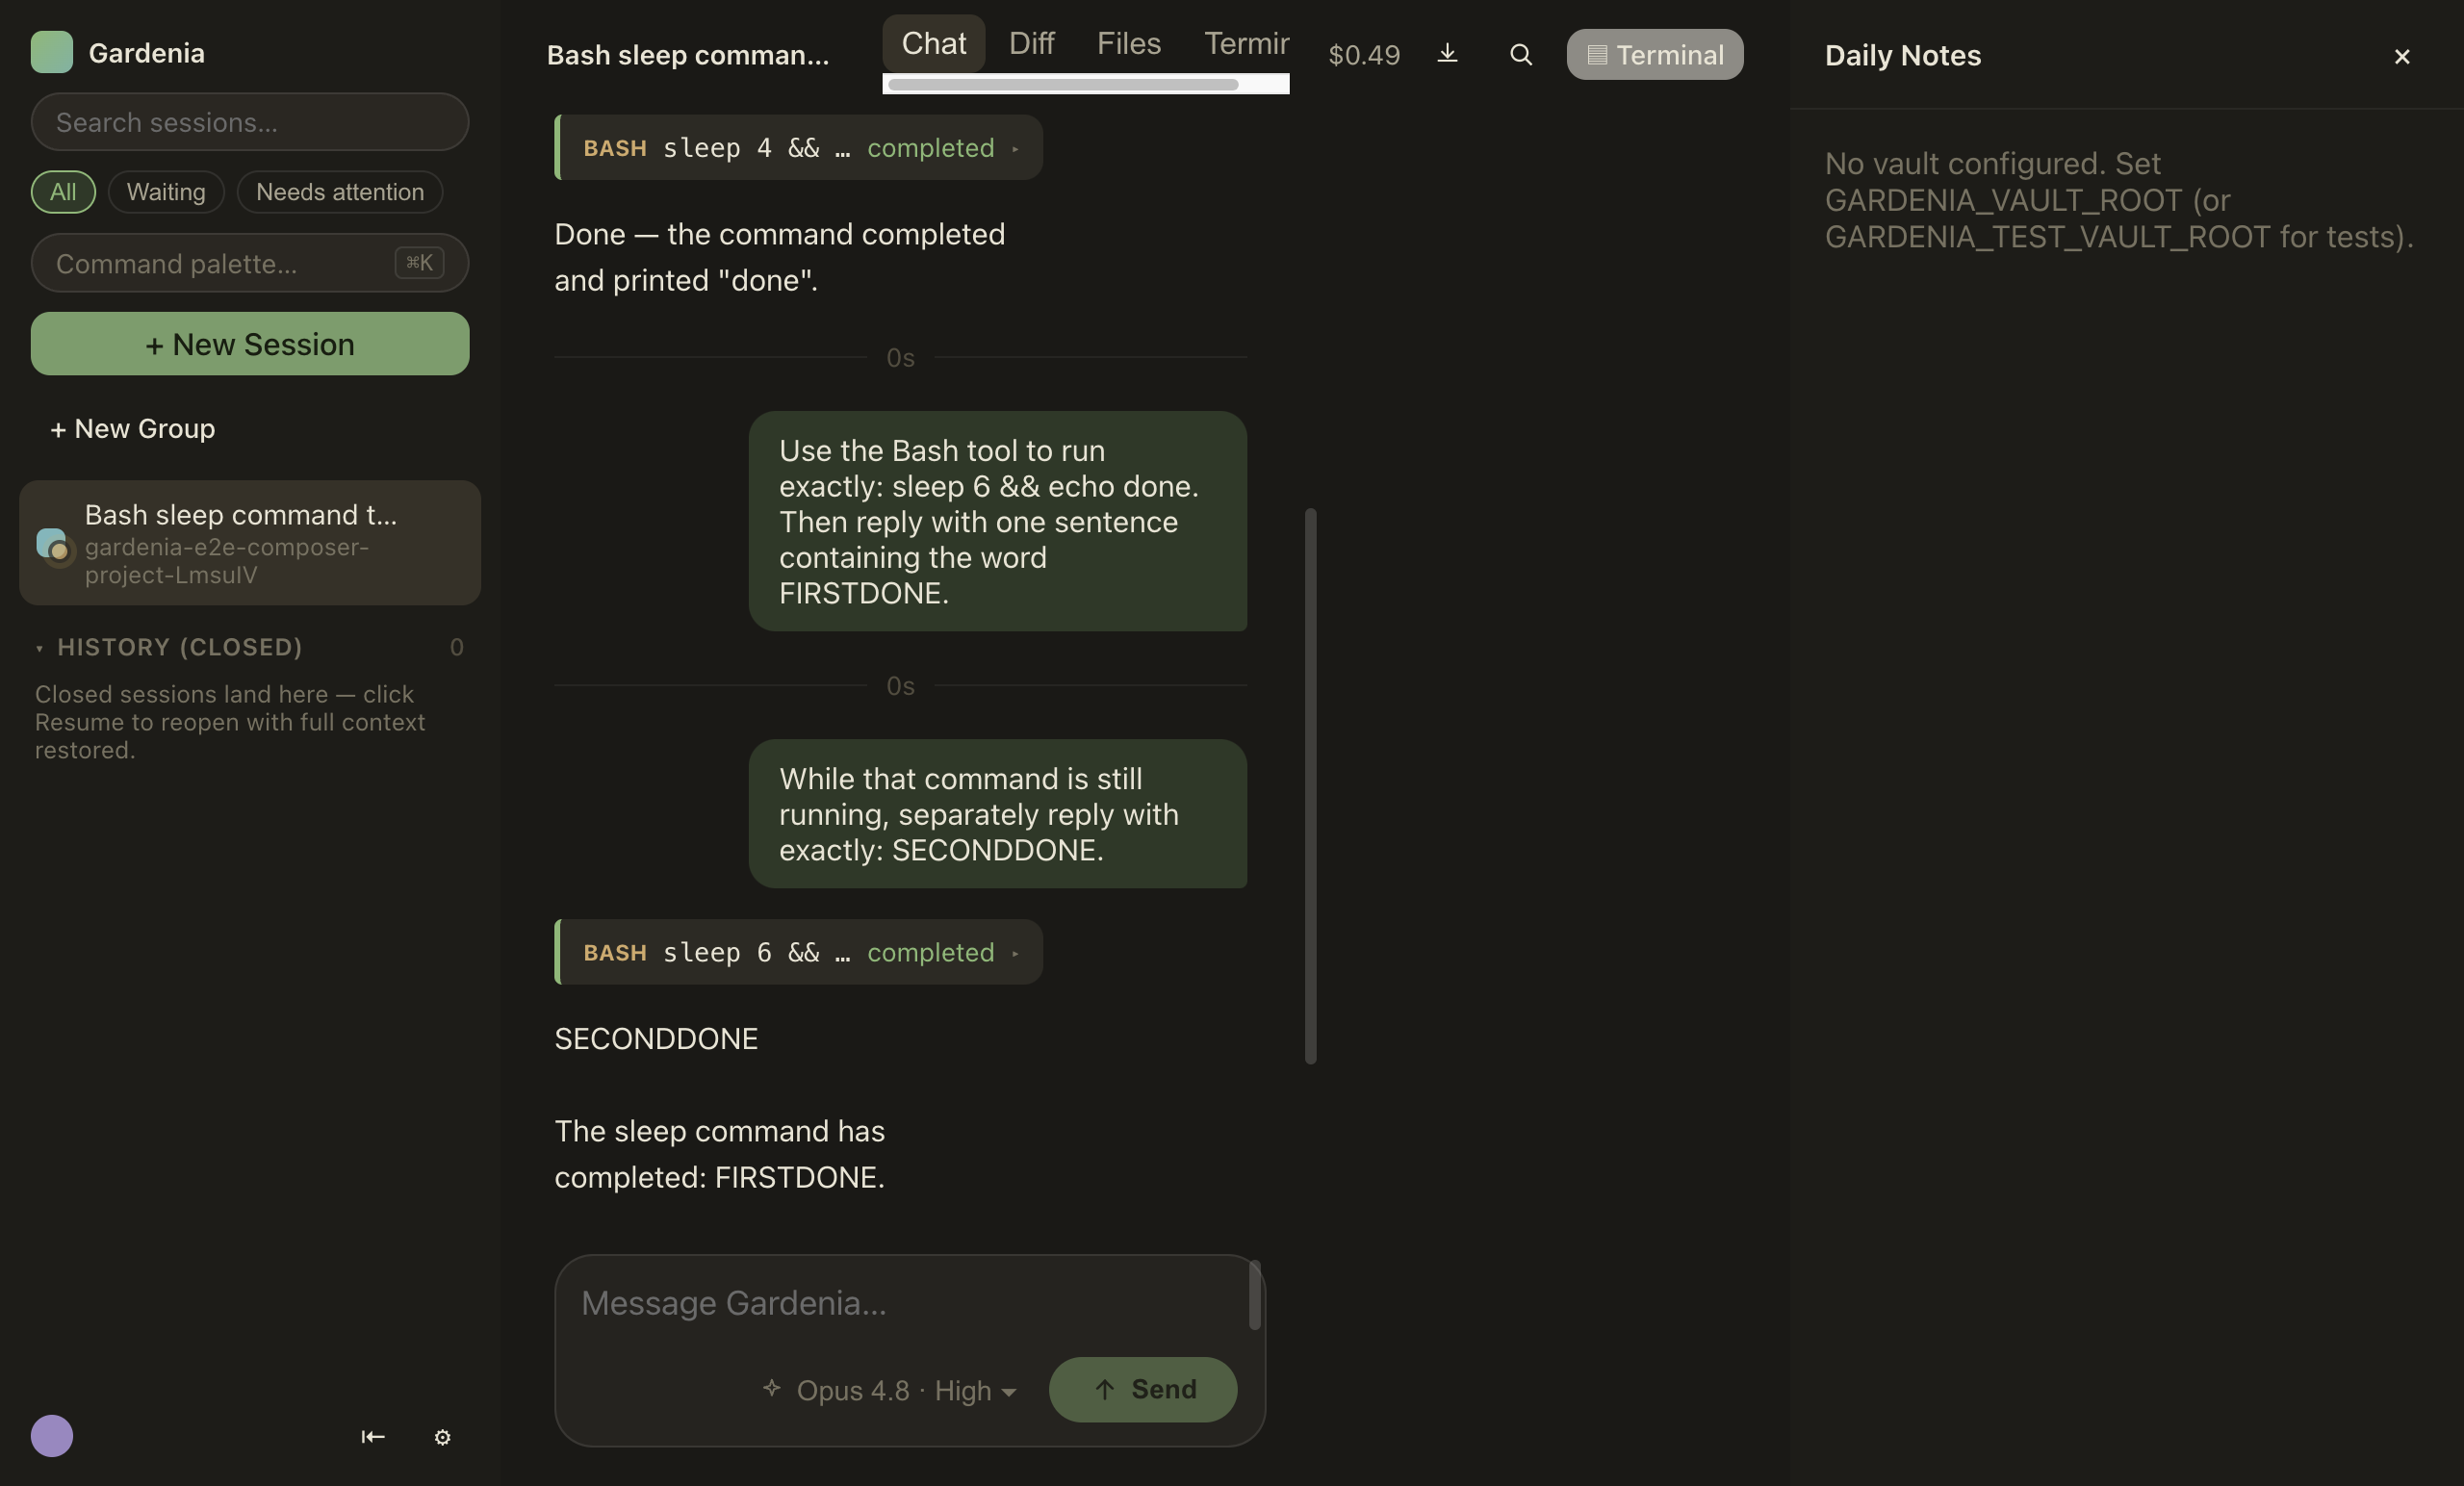 Gardenia
Search sessions...
All
Waiting
Needs attention
Command palette...
⌘K
+ New Session
+ New Group
Bash sleep command t...
gardenia-e2e-composer-
project-LmsuIV
HISTORY (CLOSED)
0
Closed sessions land here — click
Resume to reopen with full context
restored.
Bash sleep comman...
Chat
Diff
Files
Termir
$0.49
Terminal
BASH sleep 4 && … completed
Done — the command completed
and printed "done".
0s
Use the Bash tool to run
exactly: sleep 6 && echo done.
Then reply with one sentence
containing the word
FIRSTDONE.
0s
While that command is still
running, separately reply with
exactly: SECONDDONE.
BASH sleep 6 && … completed
SECONDDONE
The sleep command has
completed: FIRSTDONE.
Message Gardenia...
Opus 4.8 · High
Send
Daily Notes
No vault configured. Set
GARDENIA_VAULT_ROOT (or
GARDENIA_TEST_VAULT_ROOT for tests).